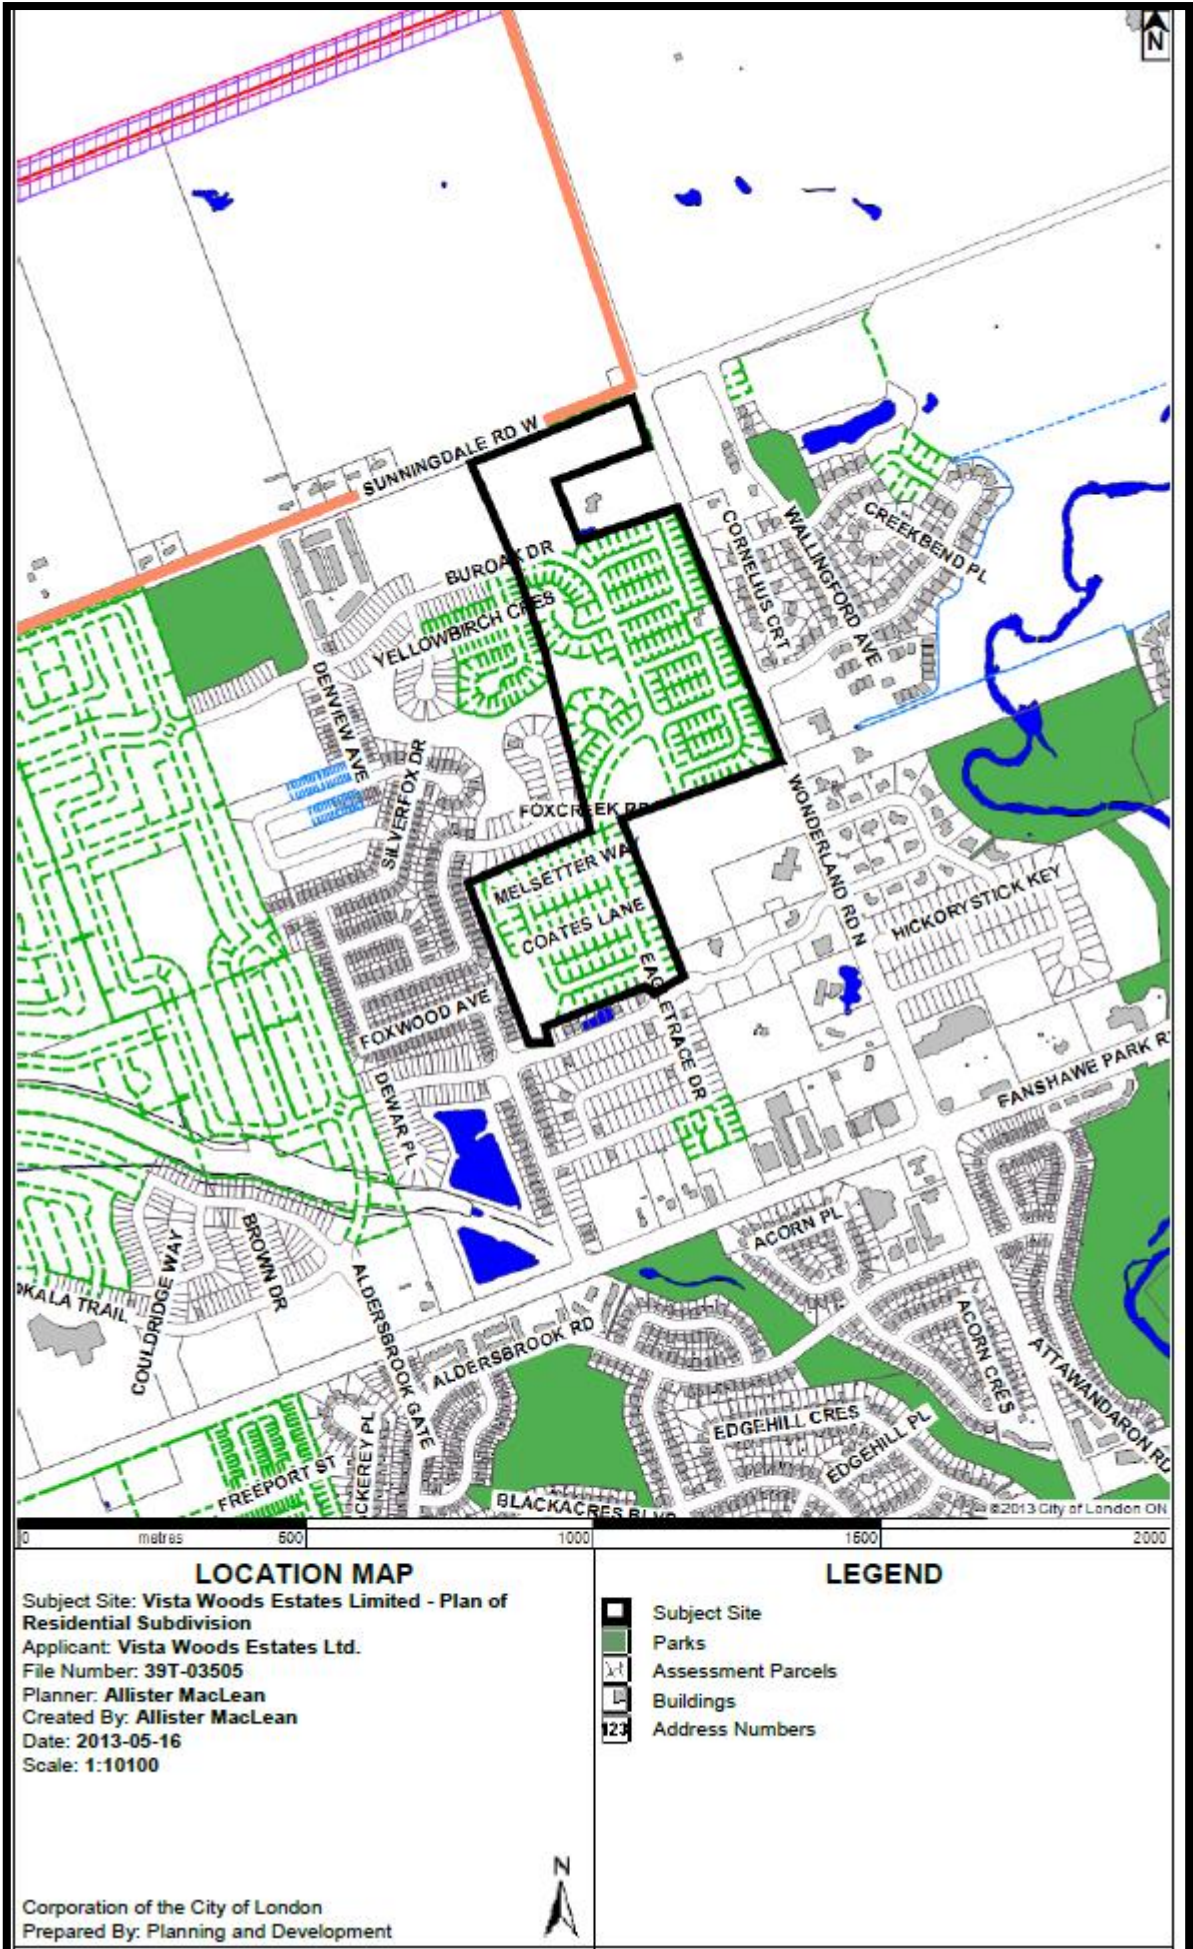 N
SUNNINGDALE RD W
BUROAK DR
YELLOWBIRCH CRES
CORNELIUS CRT
WALLINGFORD AVE
CREEKBEND PL
DENVIEW AVE
SILVERFOX DR
FOXCREEK RD
MELSETTER WAY
COATES LANE
WONDERLAND RD N
HICKORYSTICK KEY
FOXWOOD AVE
EAGLETRACE DR
DEWAR PL
FANSHAWE PARK R
ACORN PL
BROWN DR
COULDRIDGE WAY
OKALA TRAIL
ALDERSBROOK GATE
ALDERSBROOK RD
ACORN CRES
ATTAWANDARON RD
EDGEHILL CRES
EDGEHILL PL
FREEPORT ST
CKEREY PL
BLACKACRES BLVD
©2013 City of London ON
0 metres 500 1000 1500 2000
LOCATION MAP
Subject Site: Vista Woods Estates Limited - Plan of
Residential Subdivision
Applicant: Vista Woods Estates Ltd.
File Number: 39T-03505
Planner: Allister MacLean
Created By: Allister MacLean
Date: 2013-05-16
Scale: 1:10100
N
Corporation of the City of London
Prepared By: Planning and Development
LEGEND
Subject Site
Parks
Assessment Parcels
Buildings
123 Address Numbers